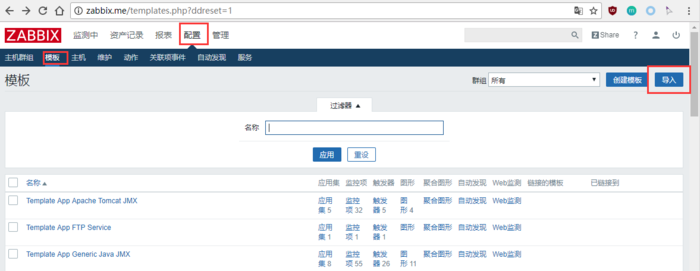 zabbix.me/templates.php?ddreset=1
ZABBIX 监测中 资产记录 报表 配置 管理 Share ?
主机群组 模板 主机 维护 动作 关联项事件 自动发现 服务
模板 群组 所有 创建模板 导入
过滤器
名称
应用 重设
名称 应用集 监控项 触发器 图形 聚合图形 自动发现 Web监测 链接的模板 已链接到
Template App Apache Tomcat JMX 应用集 5 监控项 32 触发器 5 图形 4 聚合图形 自动发现 Web监测
Template App FTP Service 应用集 1 监控项 1 触发器 1 图形 聚合图形 自动发现 Web监测
Template App Generic Java JMX 应用集 8 监控项 55 触发器 26 图形 11 聚合图形 自动发现 Web监测